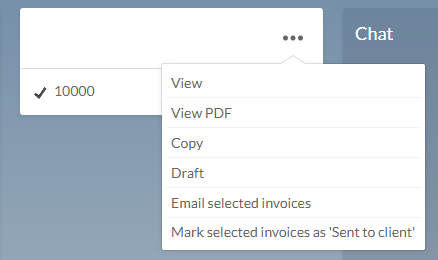 Chat
10000
View
View PDF
Copy
Draft
Email selected invoices
Mark selected invoices as 'Sent to client'